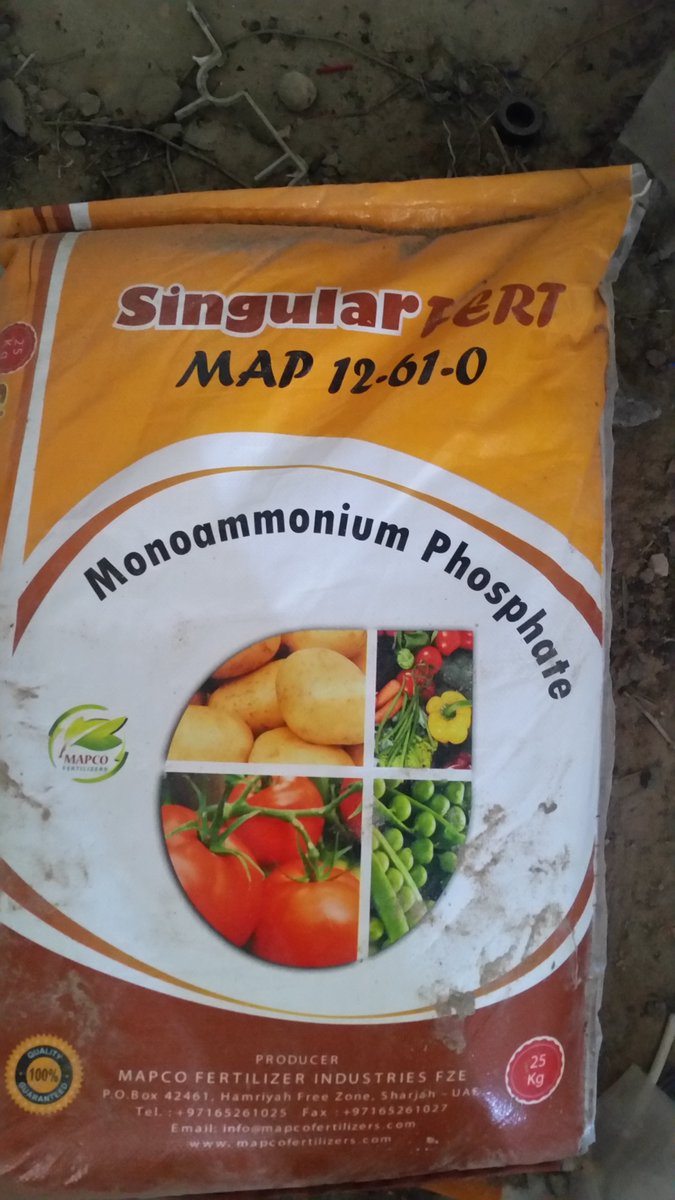 Singular FERT
MAP 12-61-0
Monoammonium Phosphate
MAPCO
FERTILIZERS
QUALITY
100%
GUARANTEED
PRODUCER
MAPCO FERTILIZER INDUSTRIES FZE
P.O.Box 42461, Hamriyah Free Zone, Sharjah - UAE
Tel. : +97165261025 Fax : +97165261027
Email: info@mapcofertilizers.com
www. mapcofertilizers.com
25
Kg
25
Kg